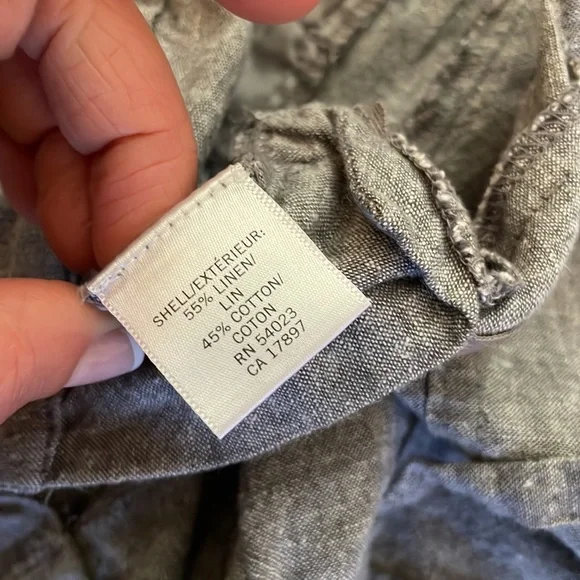 SHELL/EXTÉRIEUR:
55% LINEN/
LIN
45% COTTON/
COTON
RN 54023
CA 17897